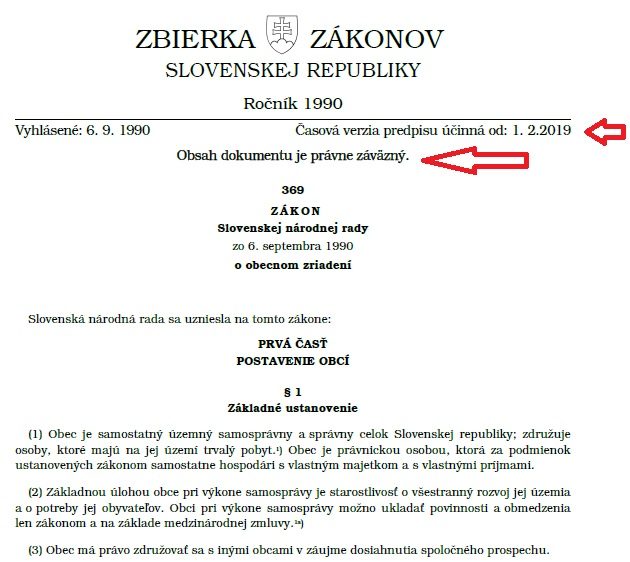 ZBIERKA ZÁKONOV
SLOVENSKEJ REPUBLIKY
Ročník 1990
Vyhlásené: 6. 9. 1990 Časová verzia predpisu účinná od: 1. 2.2019
Obsah dokumentu je právne záväzný.
369
ZÁKON
Slovenskej národnej rady
zo 6. septembra 1990
o obecnom zriadení
Slovenská národná rada sa uzniesla na tomto zákone:
PRVÁ ČASŤ
POSTAVENIE OBCÍ
§ 1
Základné ustanovenie
(1) Obec je samostatný územný samosprávny a správny celok Slovenskej republiky; združuje
osoby, ktoré majú na jej území trvalý pobyt.¹) Obec je právnickou osobou, ktorá za podmienok
ustanovených zákonom samostatne hospodári s vlastným majetkom a s vlastnými príjmami.
(2) Základnou úlohou obce pri výkone samosprávy je starostlivosť o všestranný rozvoj jej územia
a o potreby jej obyvateľov. Obci pri výkone samosprávy možno ukladať povinnosti a obmedzenia
len zákonom a na základe medzinárodnej zmluvy.¹ᵃ)
(3) Obec má právo združovať sa s inými obcami v záujme dosiahnutia spoločného prospechu.